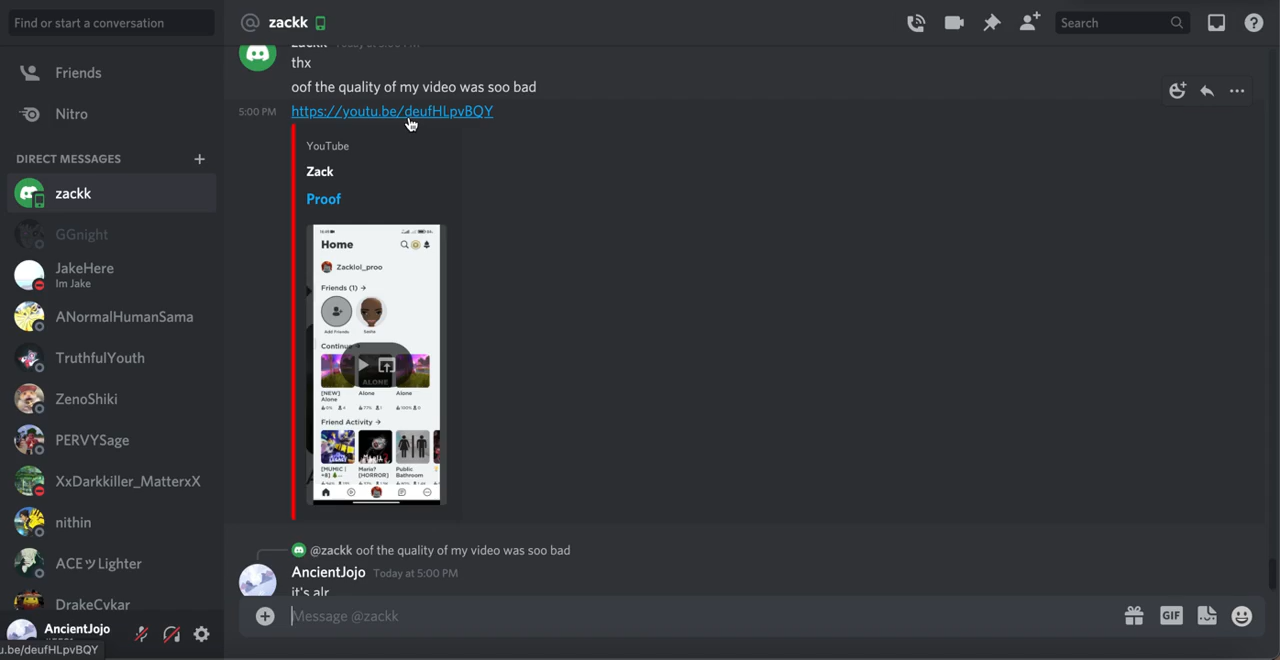 Find or start a conversation
@ zackk
Search
Friends
Nitro
DIRECT MESSAGES
zackk
GGnight
JakeHere
Im Jake
ANormalHumanSama
TruthfulYouth
ZenoShiki
PERVYSage
XxDarkkiller_MatterxX
nithin
ACEツLighter
DrakeCvkar
AncientJojo
u.be/deufHLpvBQY
zackk Today at 5:00 PM
thx
oof the quality of my video was soo bad
5:00 PM
https://youtu.be/deufHLpvBQY
YouTube
Zack
Proof
Home
Zacklol_proo
Friends (1)
Add Friends
Continue
ALONE
[NEW] Alone
Alone
Alone
Friend Activity
[MUMIC |
Maria?
[HORROR]
Public
Bathroom
@zackk oof the quality of my video was soo bad
AncientJojo Today at 5:00 PM
it's alr
Message @zackk
GIF